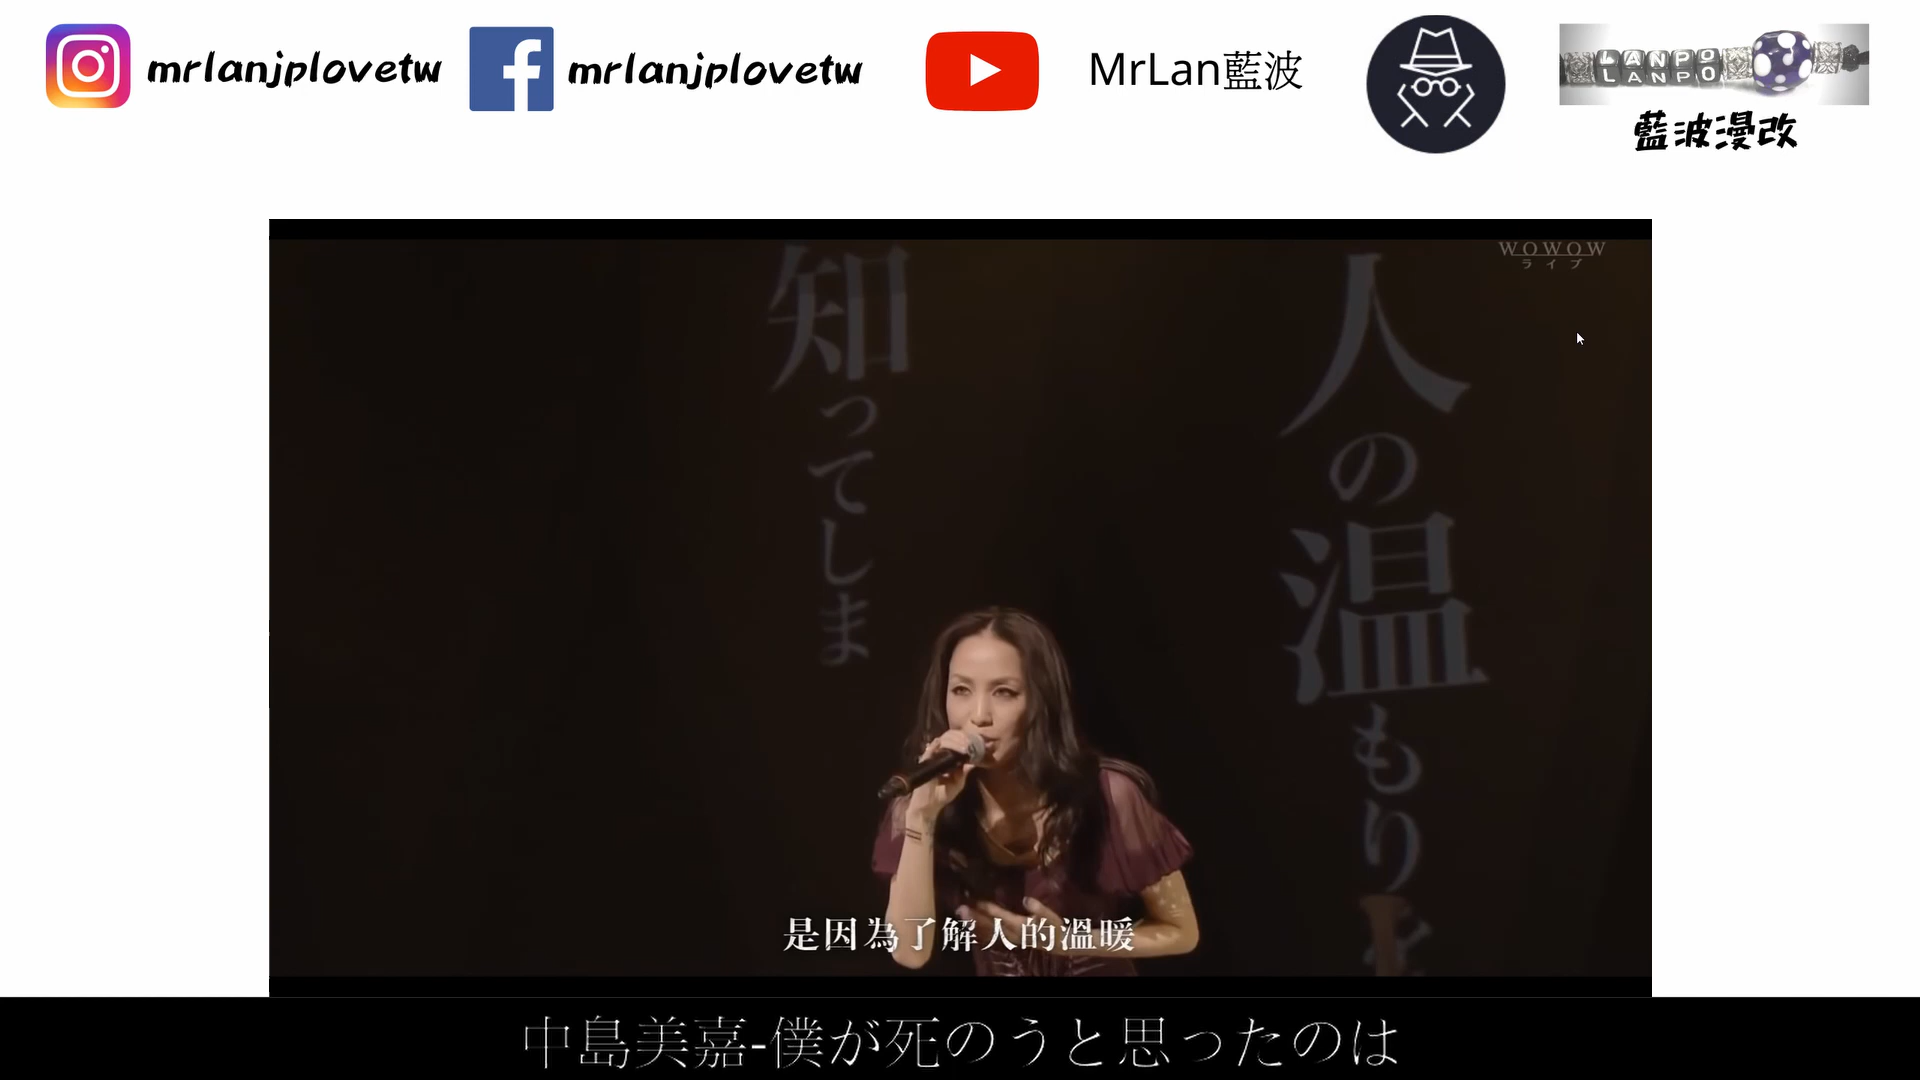 mrlanjplovetw
mrlanjplovetw
MrLan藍波
LANPO
LANPO
藍波漫改
WOWOW
ライブ
人の温もりを
知ってしま
是因為了解人的溫暖
中島美嘉-僕が死のうと思ったのは